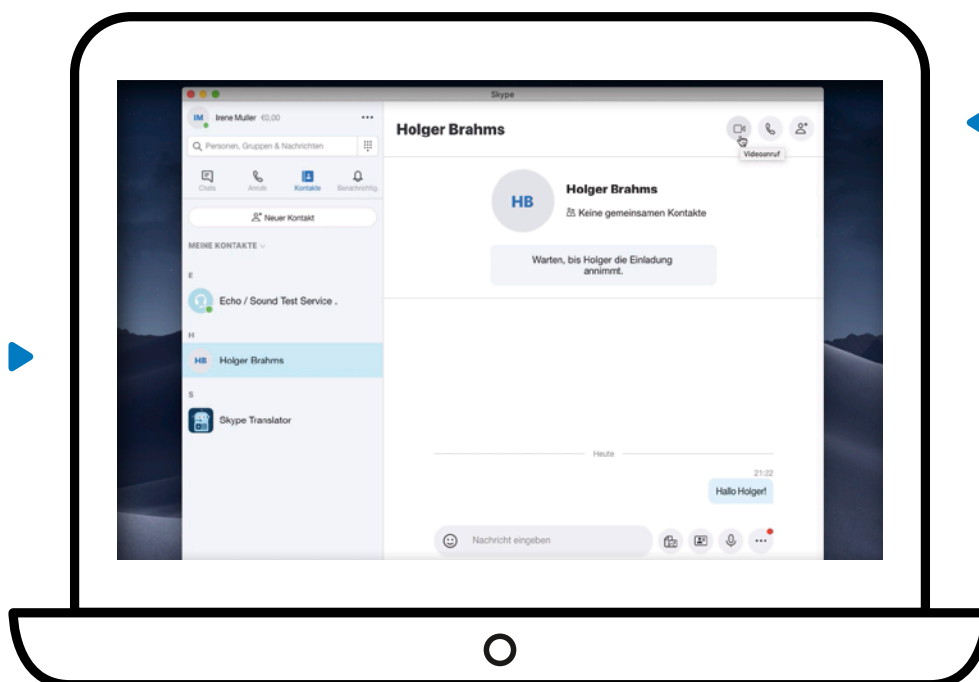 Skype
IM Irene Muller €0,00
Personen, Gruppen & Nachrichten
Chats Anrufe Kontakte Benachrichtig.
Neuer Kontakt
MEINE KONTAKTE
E
Echo / Sound Test Service .
H
HB Holger Brahms
S
Skype Translator
Holger Brahms
Videoanruf
HB
Holger Brahms
Keine gemeinsamen Kontakte
Warten, bis Holger die Einladung
annimmt.
Heute
21:22
Hallo Holger!
Nachricht eingeben